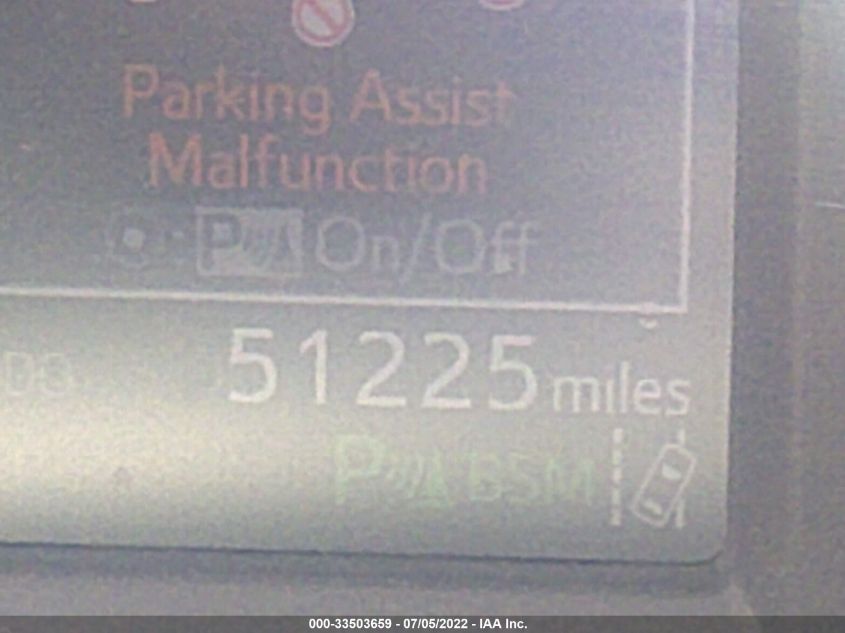 Parking Assist
Malfunction
P On/Off
51225 miles
P BSM
000-33503659 - 07/05/2022 - IAA Inc.